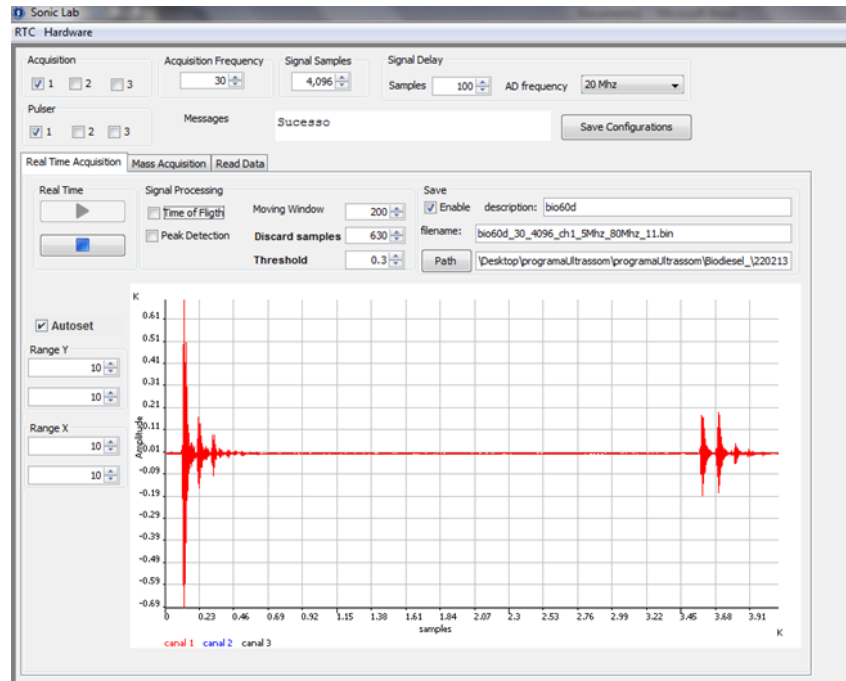 Sonic Lab
RTC Hardware
Acquisition
1 2 3
Acquisition Frequency
30
Signal Samples
4,096
Signal Delay
Samples 100 AD frequency 20 Mhz
Pulser
1 2 3
Messages Sucesso
Save Configurations
Real Time Acquisition Mass Acquisition Read Data
Real Time
Signal Processing
Time of Fligth
Peak Detection
Moving Window 200
Discard samples 630
Threshold 0.3
Save
Enable description: bio60d
filename: bio60d_30_4096_ch1_5Mhz_80Mhz_11.bin
Path \Desktop\programaUltrassom\programaUltrassom\Biodiesel_\220213
Autoset
Range Y
10
10
Range X
10
10
K
0.61
0.51
0.41
0.31
0.21
0.11
0.01
-0.09
-0.19
-0.29
-0.39
-0.49
-0.59
-0.69
Amplitude
0 0.23 0.46 0.69 0.92 1.15 1.38 1.61 1.84 2.07 2.3 2.53 2.76 2.99 3.22 3.45 3.68 3.91
samples
K
canal 1 canal 2 canal 3